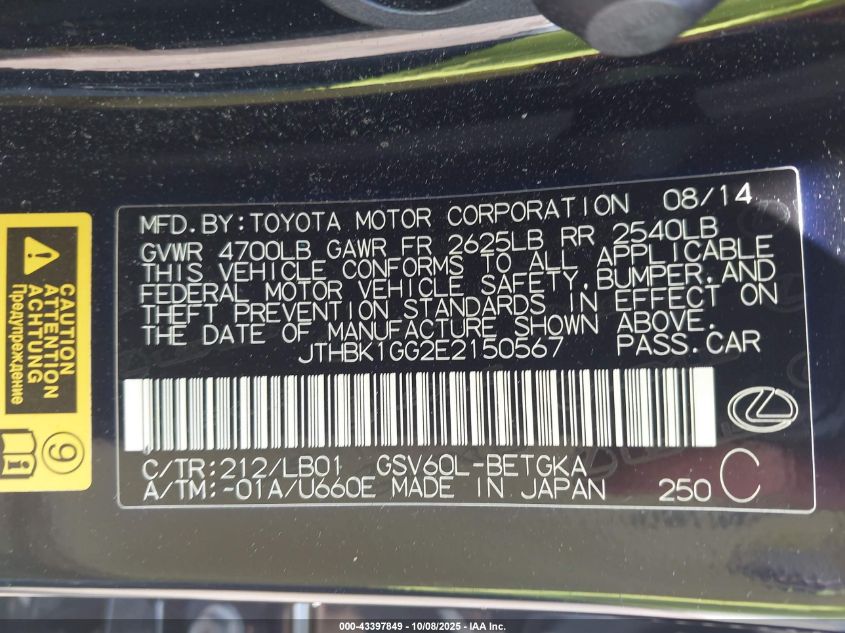 MFD. BY: TOYOTA MOTOR CORPORATION 08/14
GVWR 4700LB GAWR FR 2625LB RR 2540LB
THIS VEHICLE CONFORMS TO ALL APPLICABLE
FEDERAL MOTOR VEHICLE SAFETY, BUMPER, AND
THEFT PREVENTION STANDARDS IN EFFECT ON
THE DATE OF MANUFACTURE SHOWN ABOVE.
JTHBK1GG2E2150567 PASS. CAR
C/TR: 212/LB01 GSV60L-BETGKA
A/TM: -01A/U660E MADE IN JAPAN 250 C
CAUTION
ATTENTION
ACHTUNG
Предупреждение
9
000-43397849 - 10/08/2025 - IAA Inc.